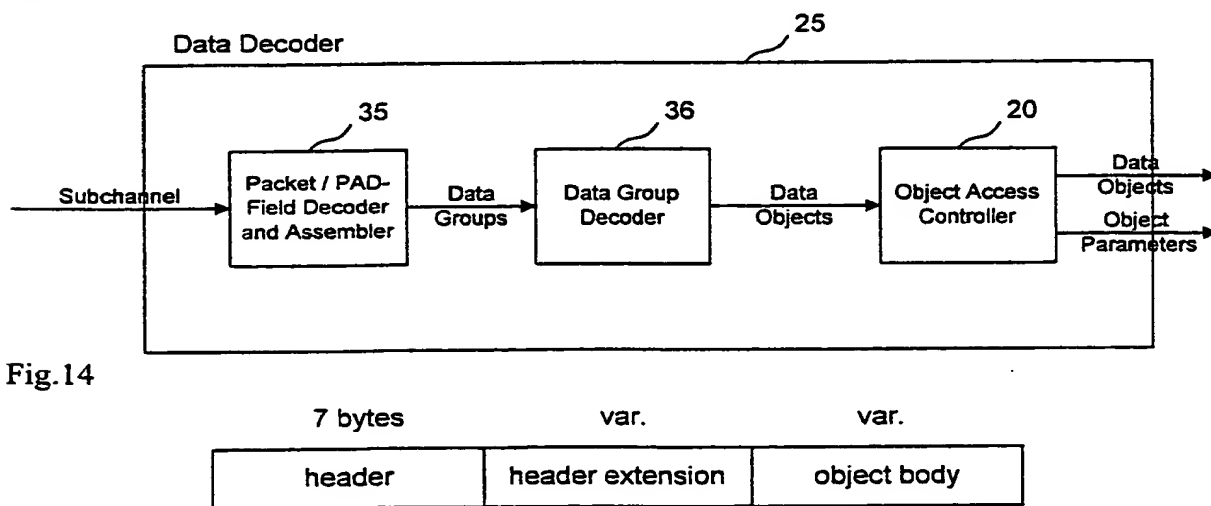 25
Data Decoder
35
36
20
Subchannel
Packet / PAD-
Field Decoder
and Assembler
Data
Groups
Data Group
Decoder
Data
Objects
Object Access
Controller
Data
Objects
Object
Parameters
Fig.14
7 bytes
var.
var.
header
header extension
object body